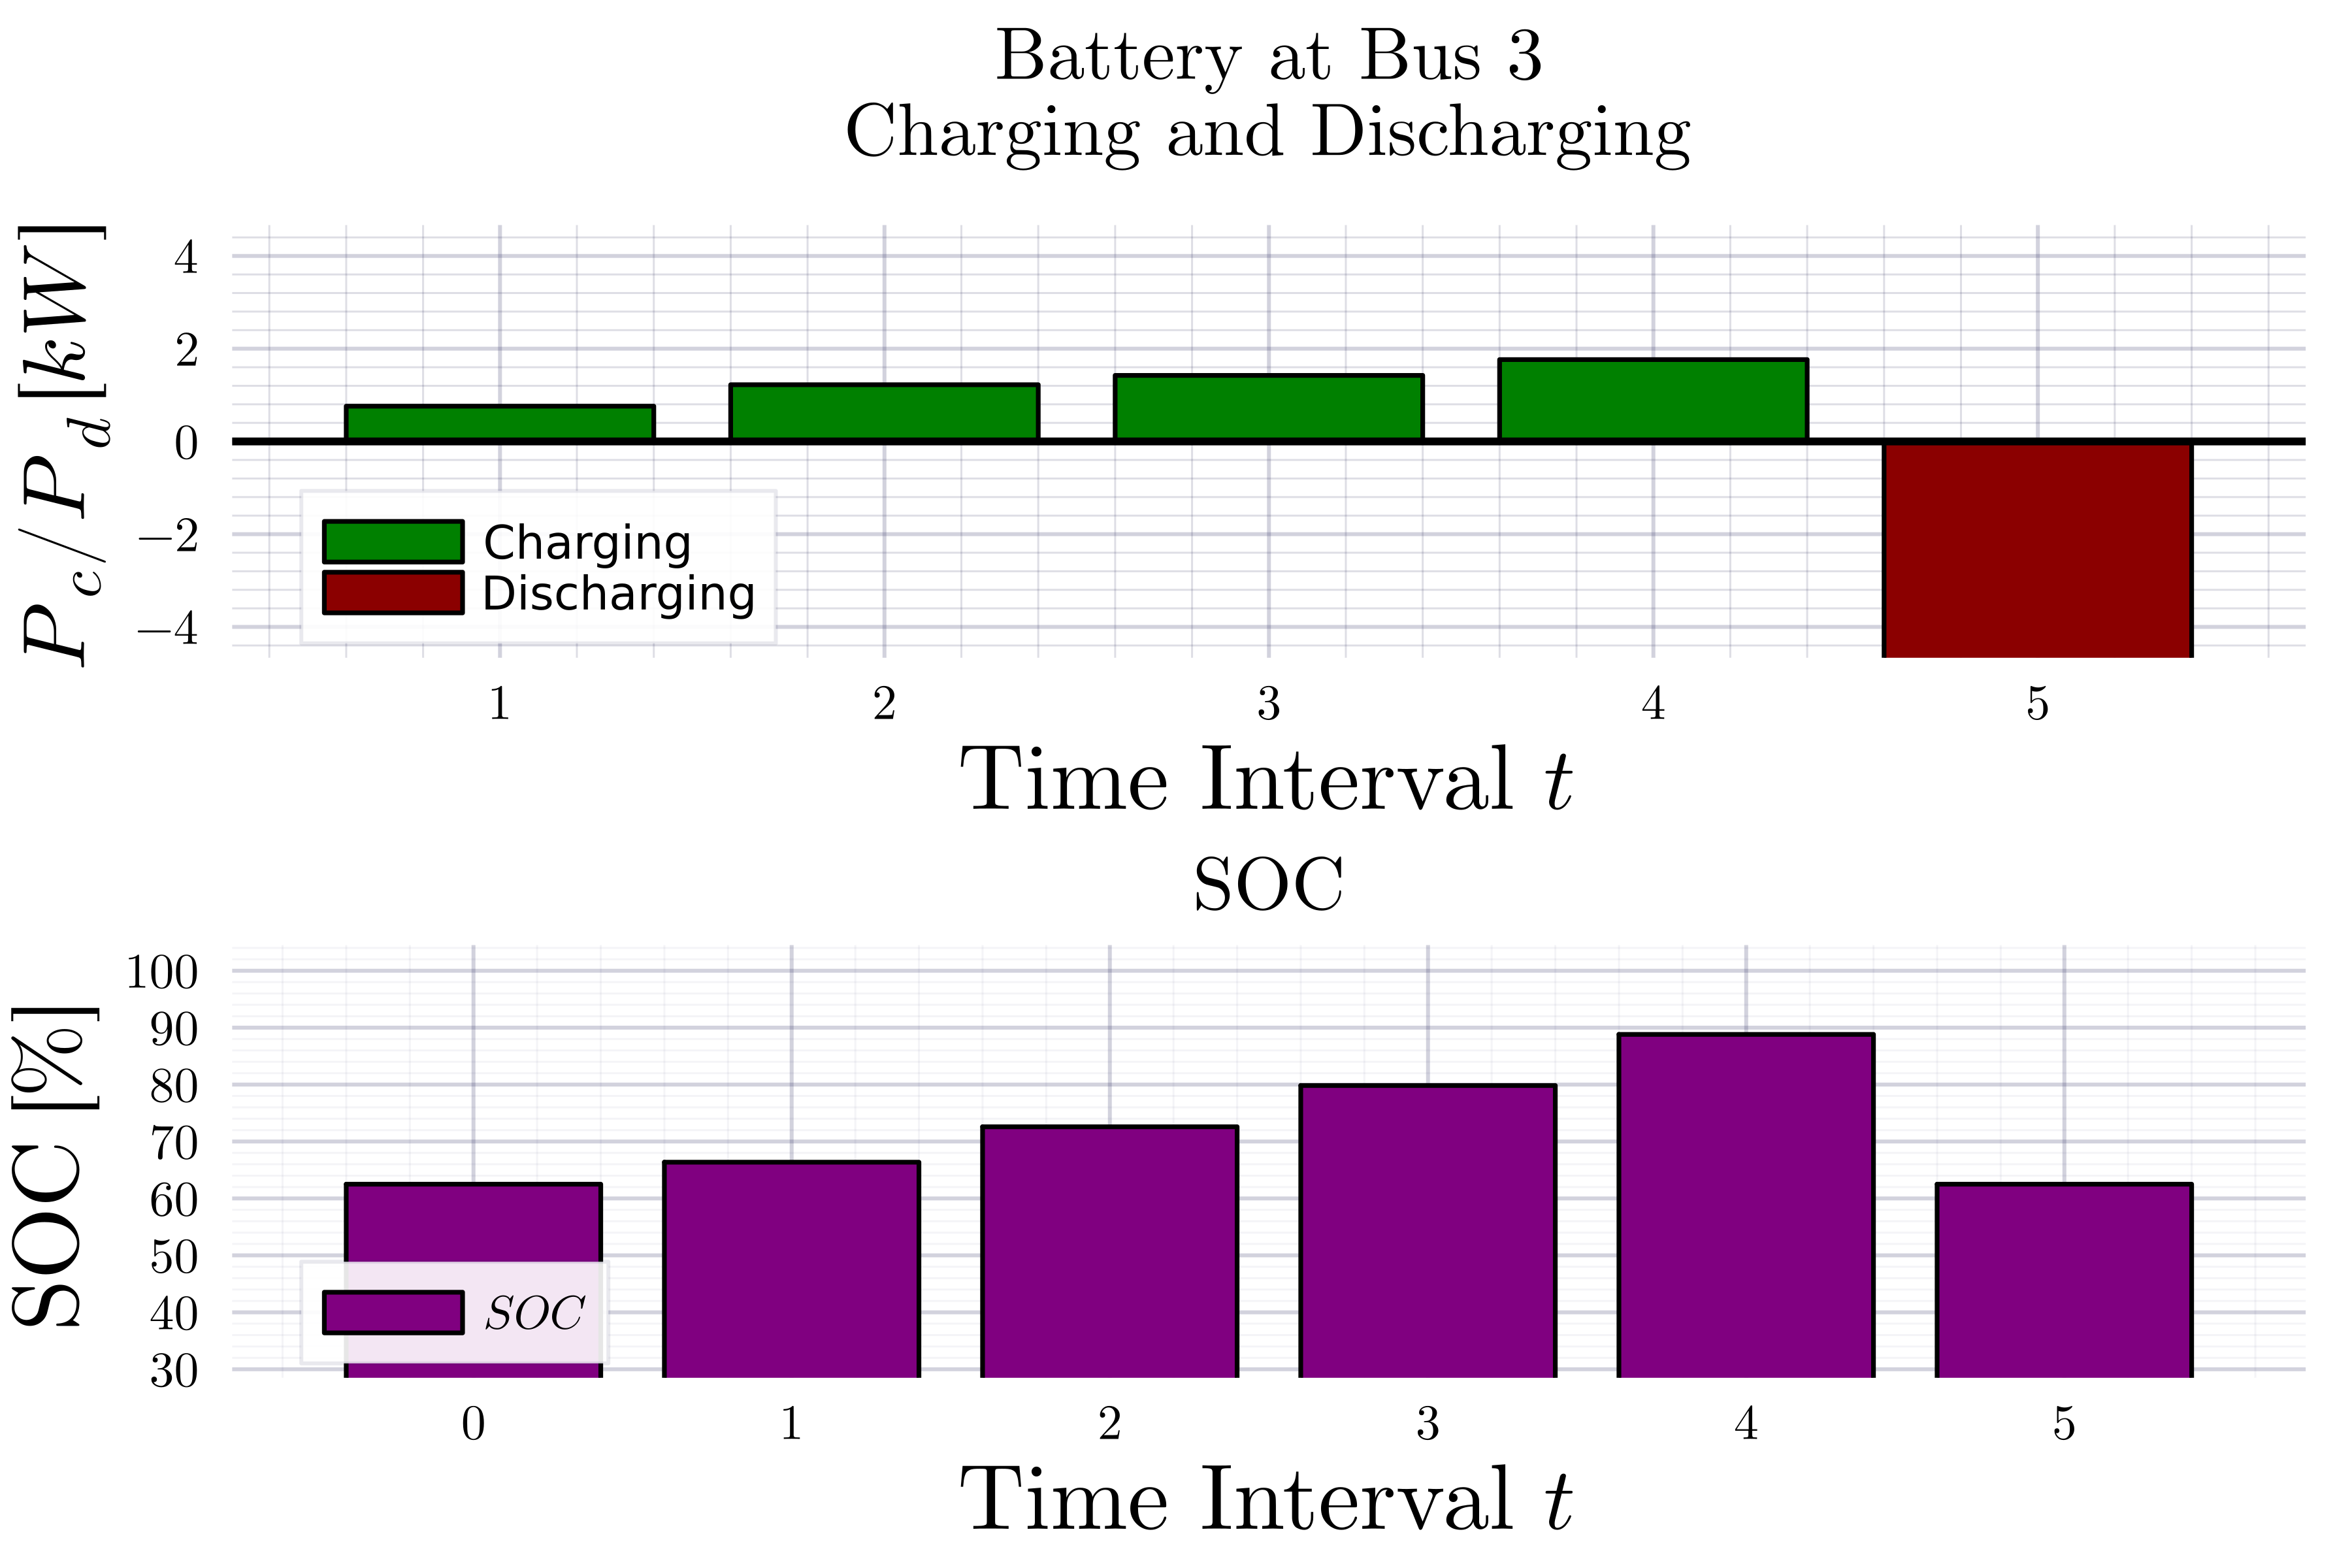 Battery at Bus 3
Charging and Discharging
P_c/P_d [kW]
4
2
0
−2
−4
Charging
Discharging
1 2 3 4 5
Time Interval t
SOC
SOC [%]
100
90
80
70
60
50
40
30
SOC
0 1 2 3 4 5
Time Interval t